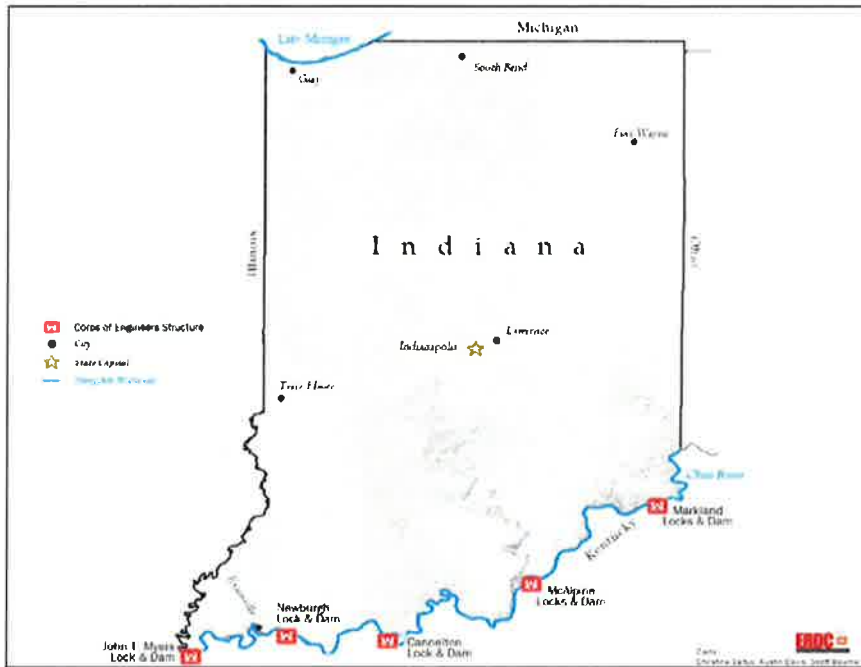 Michigan
Lake Michigan
Gary
South Bend
Fort Wayne
Illinois
Ohio
Indiana
Lawrence
Indianapolis
Corps of Engineers Structure
City
State Capital
Terre Haute
Ohio River
Markland
Locks & Dam
Kentucky
McAlpine
Locks & Dam
Evansville
Newburgh
Lock & Dam
Cannelton
Lock & Dam
John T. Myers
Lock & Dam
ERDC